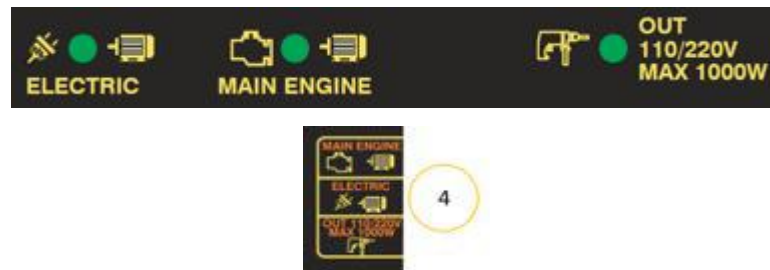 ELECTRIC
MAIN ENGINE
OUT
110/220V
MAX 1000W
MAIN ENGINE
ELECTRIC
OUT 110/220V
MAX 1000W
4